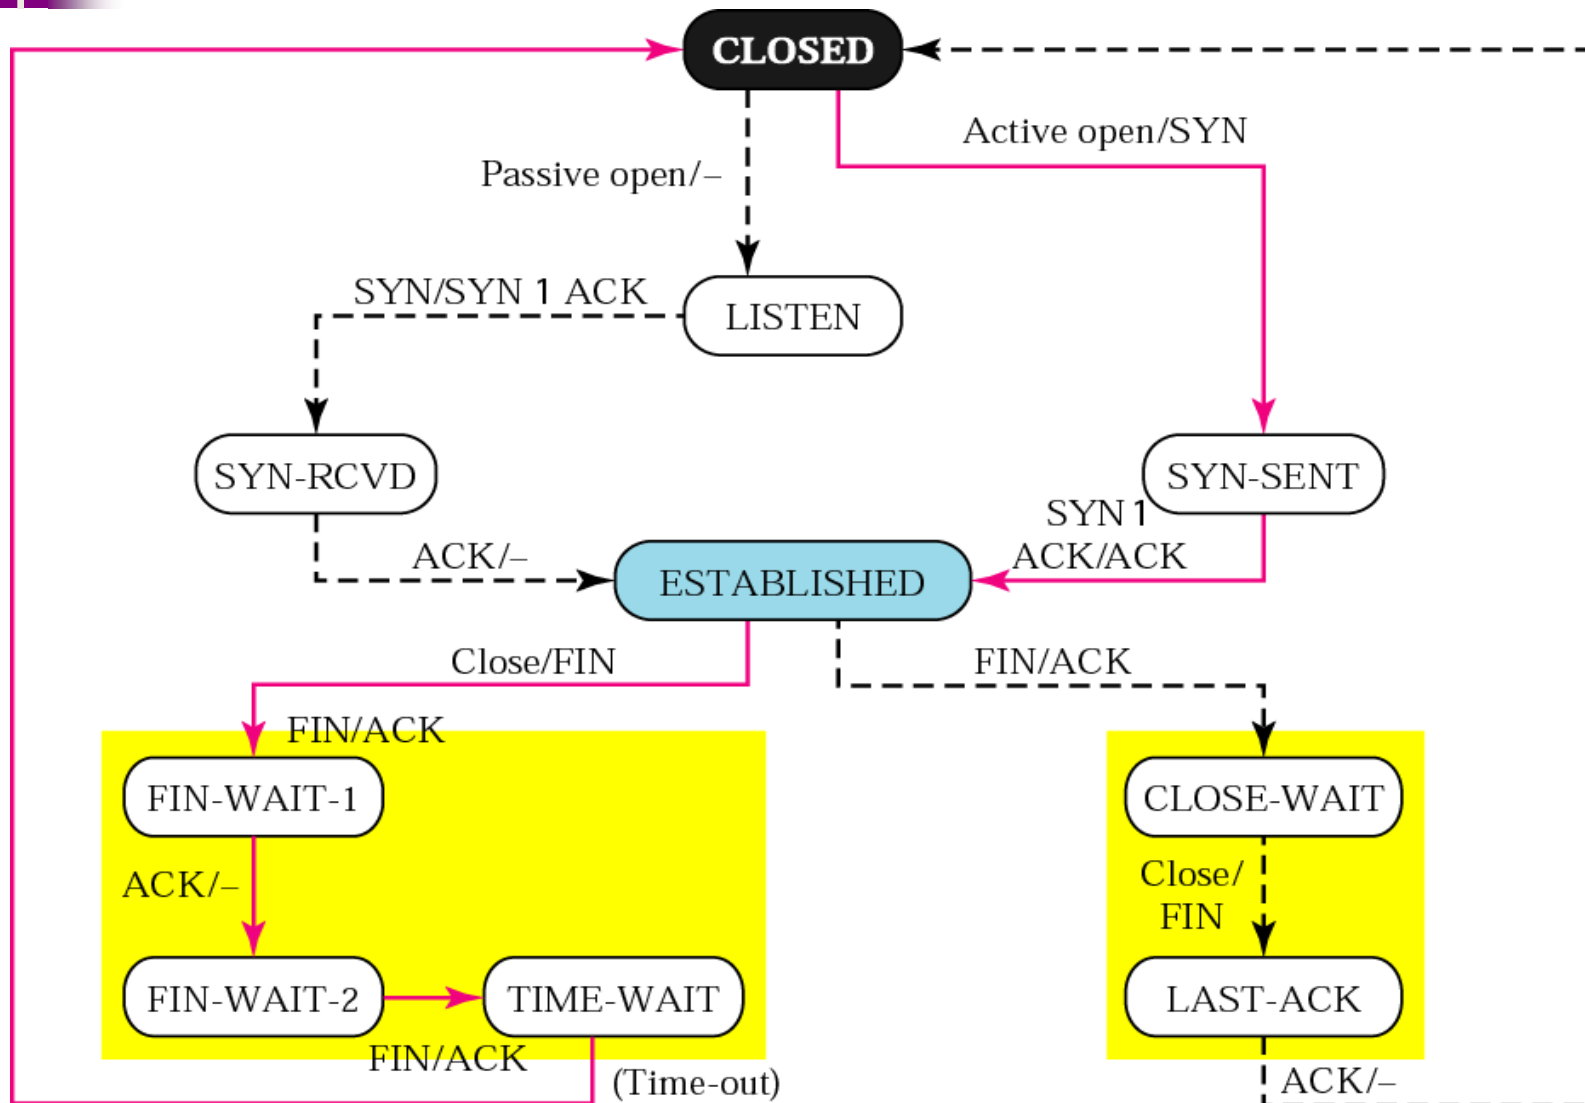 CLOSED
Active open/SYN
Passive open/–
SYN/SYN 1 ACK
LISTEN
SYN-RCVD
SYN-SENT
SYN 1
ACK/ACK
ACK/–
ESTABLISHED
Close/FIN
FIN/ACK
FIN/ACK
FIN-WAIT-1
CLOSE-WAIT
ACK/–
Close/
FIN
FIN-WAIT-2
TIME-WAIT
LAST-ACK
FIN/ACK
(Time-out)
ACK/–